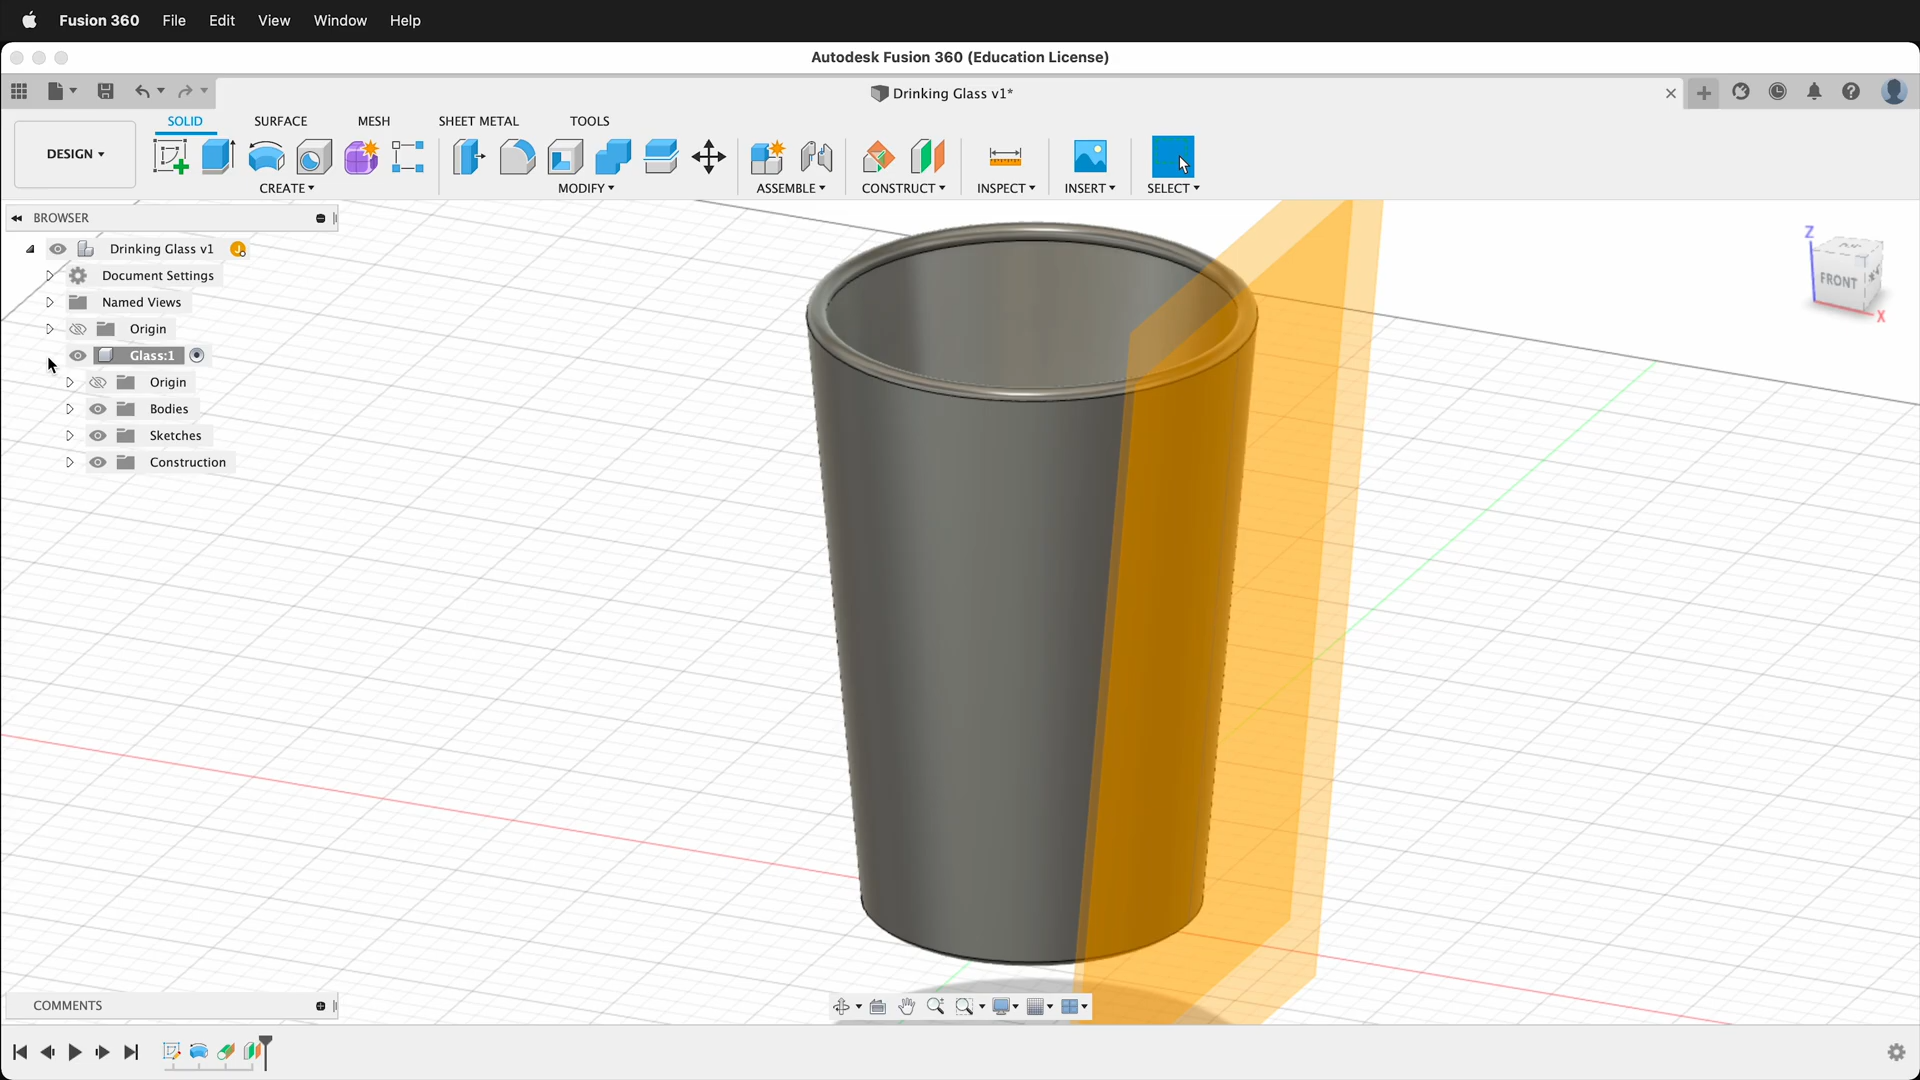 Fusion 360 File Edit View Window Help
Autodesk Fusion 360 (Education License)
Drinking Glass v1*
SOLID SURFACE MESH SHEET METAL TOOLS
DESIGN
CREATE MODIFY ASSEMBLE CONSTRUCT INSPECT INSERT SELECT
BROWSER
Drinking Glass v1
Document Settings
Named Views
Origin
Glass:1
Origin
Bodies
Sketches
Construction
Z
FRONT
X
COMMENTS